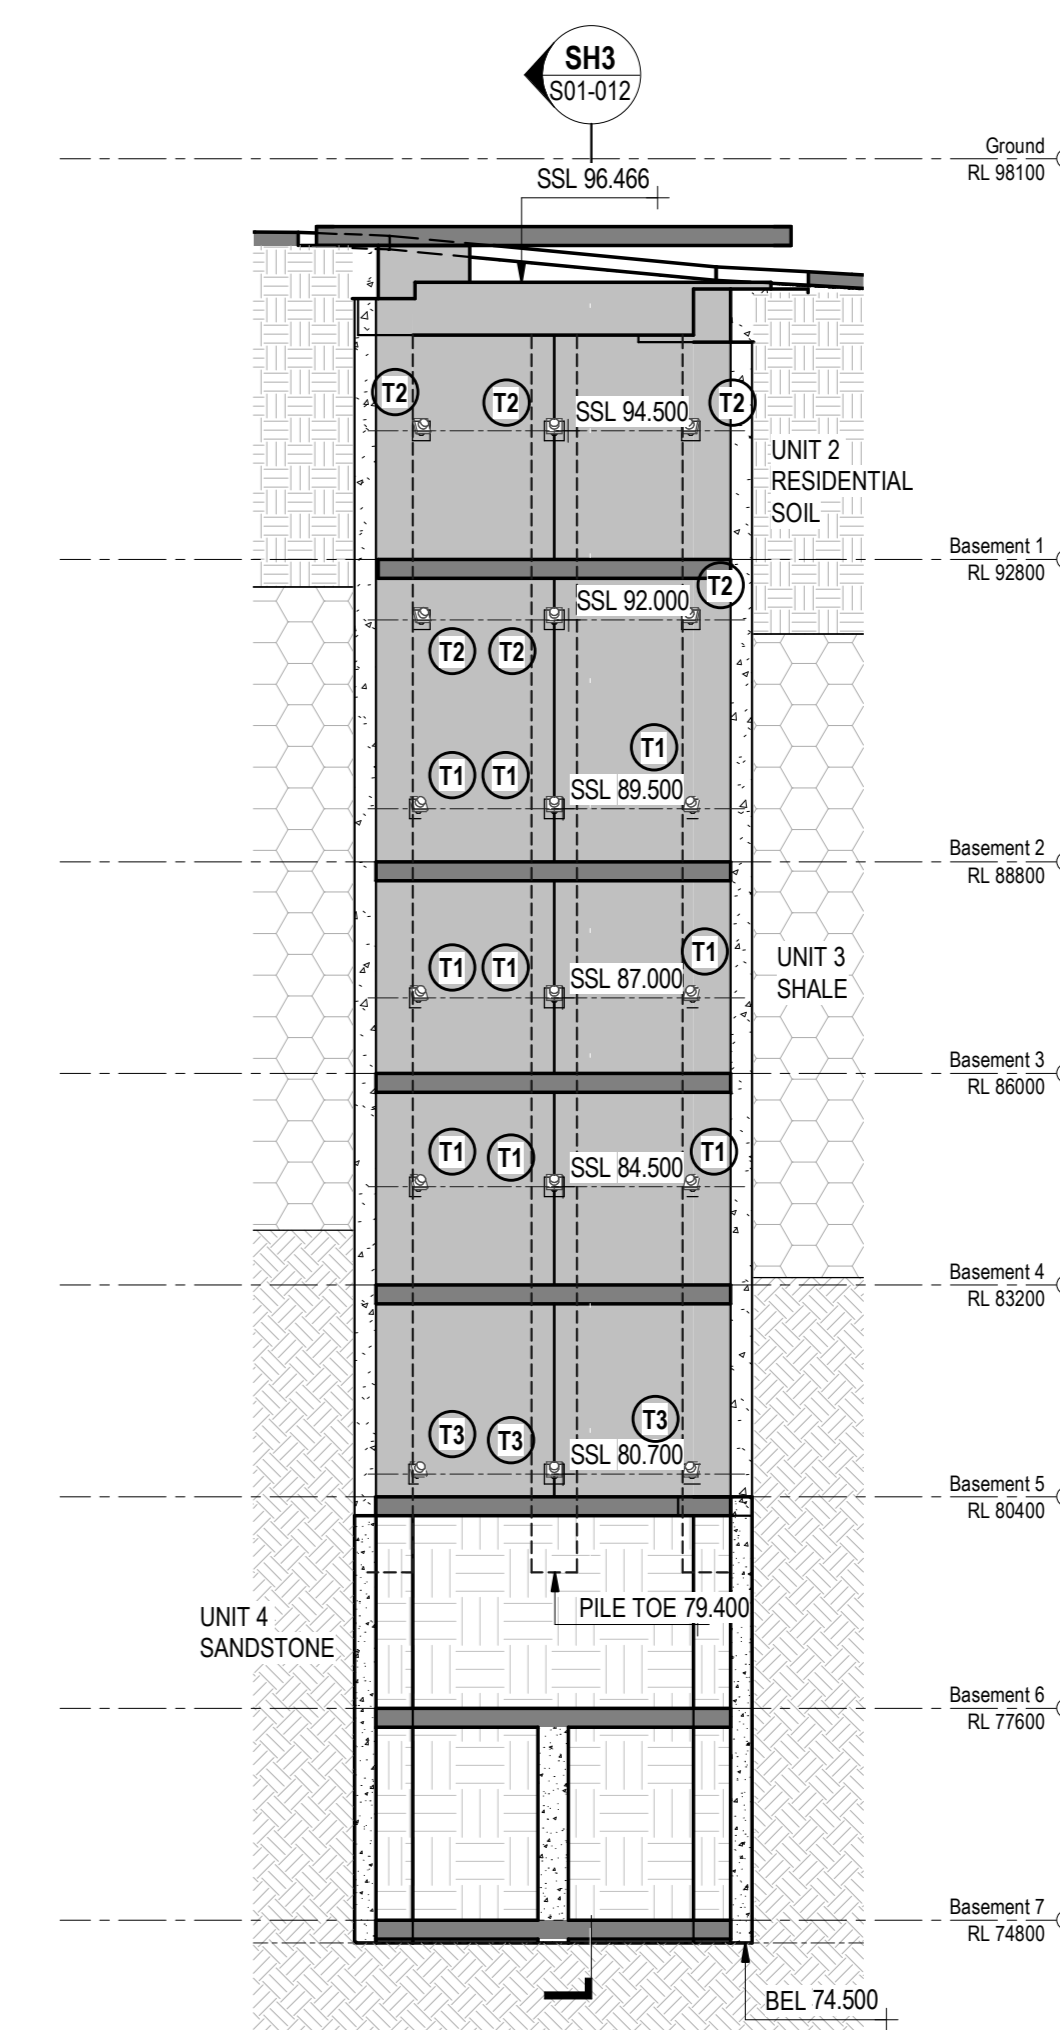 SH3
S01-012
Ground
RL 98100
SSL 96.466
T2
T2
SSL 94.500
T2
UNIT 2
RESIDENTIAL
SOIL
Basement 1
RL 92800
T2
SSL 92.000
T2
T2
T1
T1
T1
SSL 89.500
Basement 2
RL 88800
T1
T1
T1
SSL 87.000
UNIT 3
SHALE
Basement 3
RL 86000
T1
T1
SSL 84.500
T1
Basement 4
RL 83200
T3
T3
T3
SSL 80.700
Basement 5
RL 80400
PILE TOE 79.400
UNIT 4
SANDSTONE
Basement 6
RL 77600
Basement 7
RL 74800
BEL 74.500